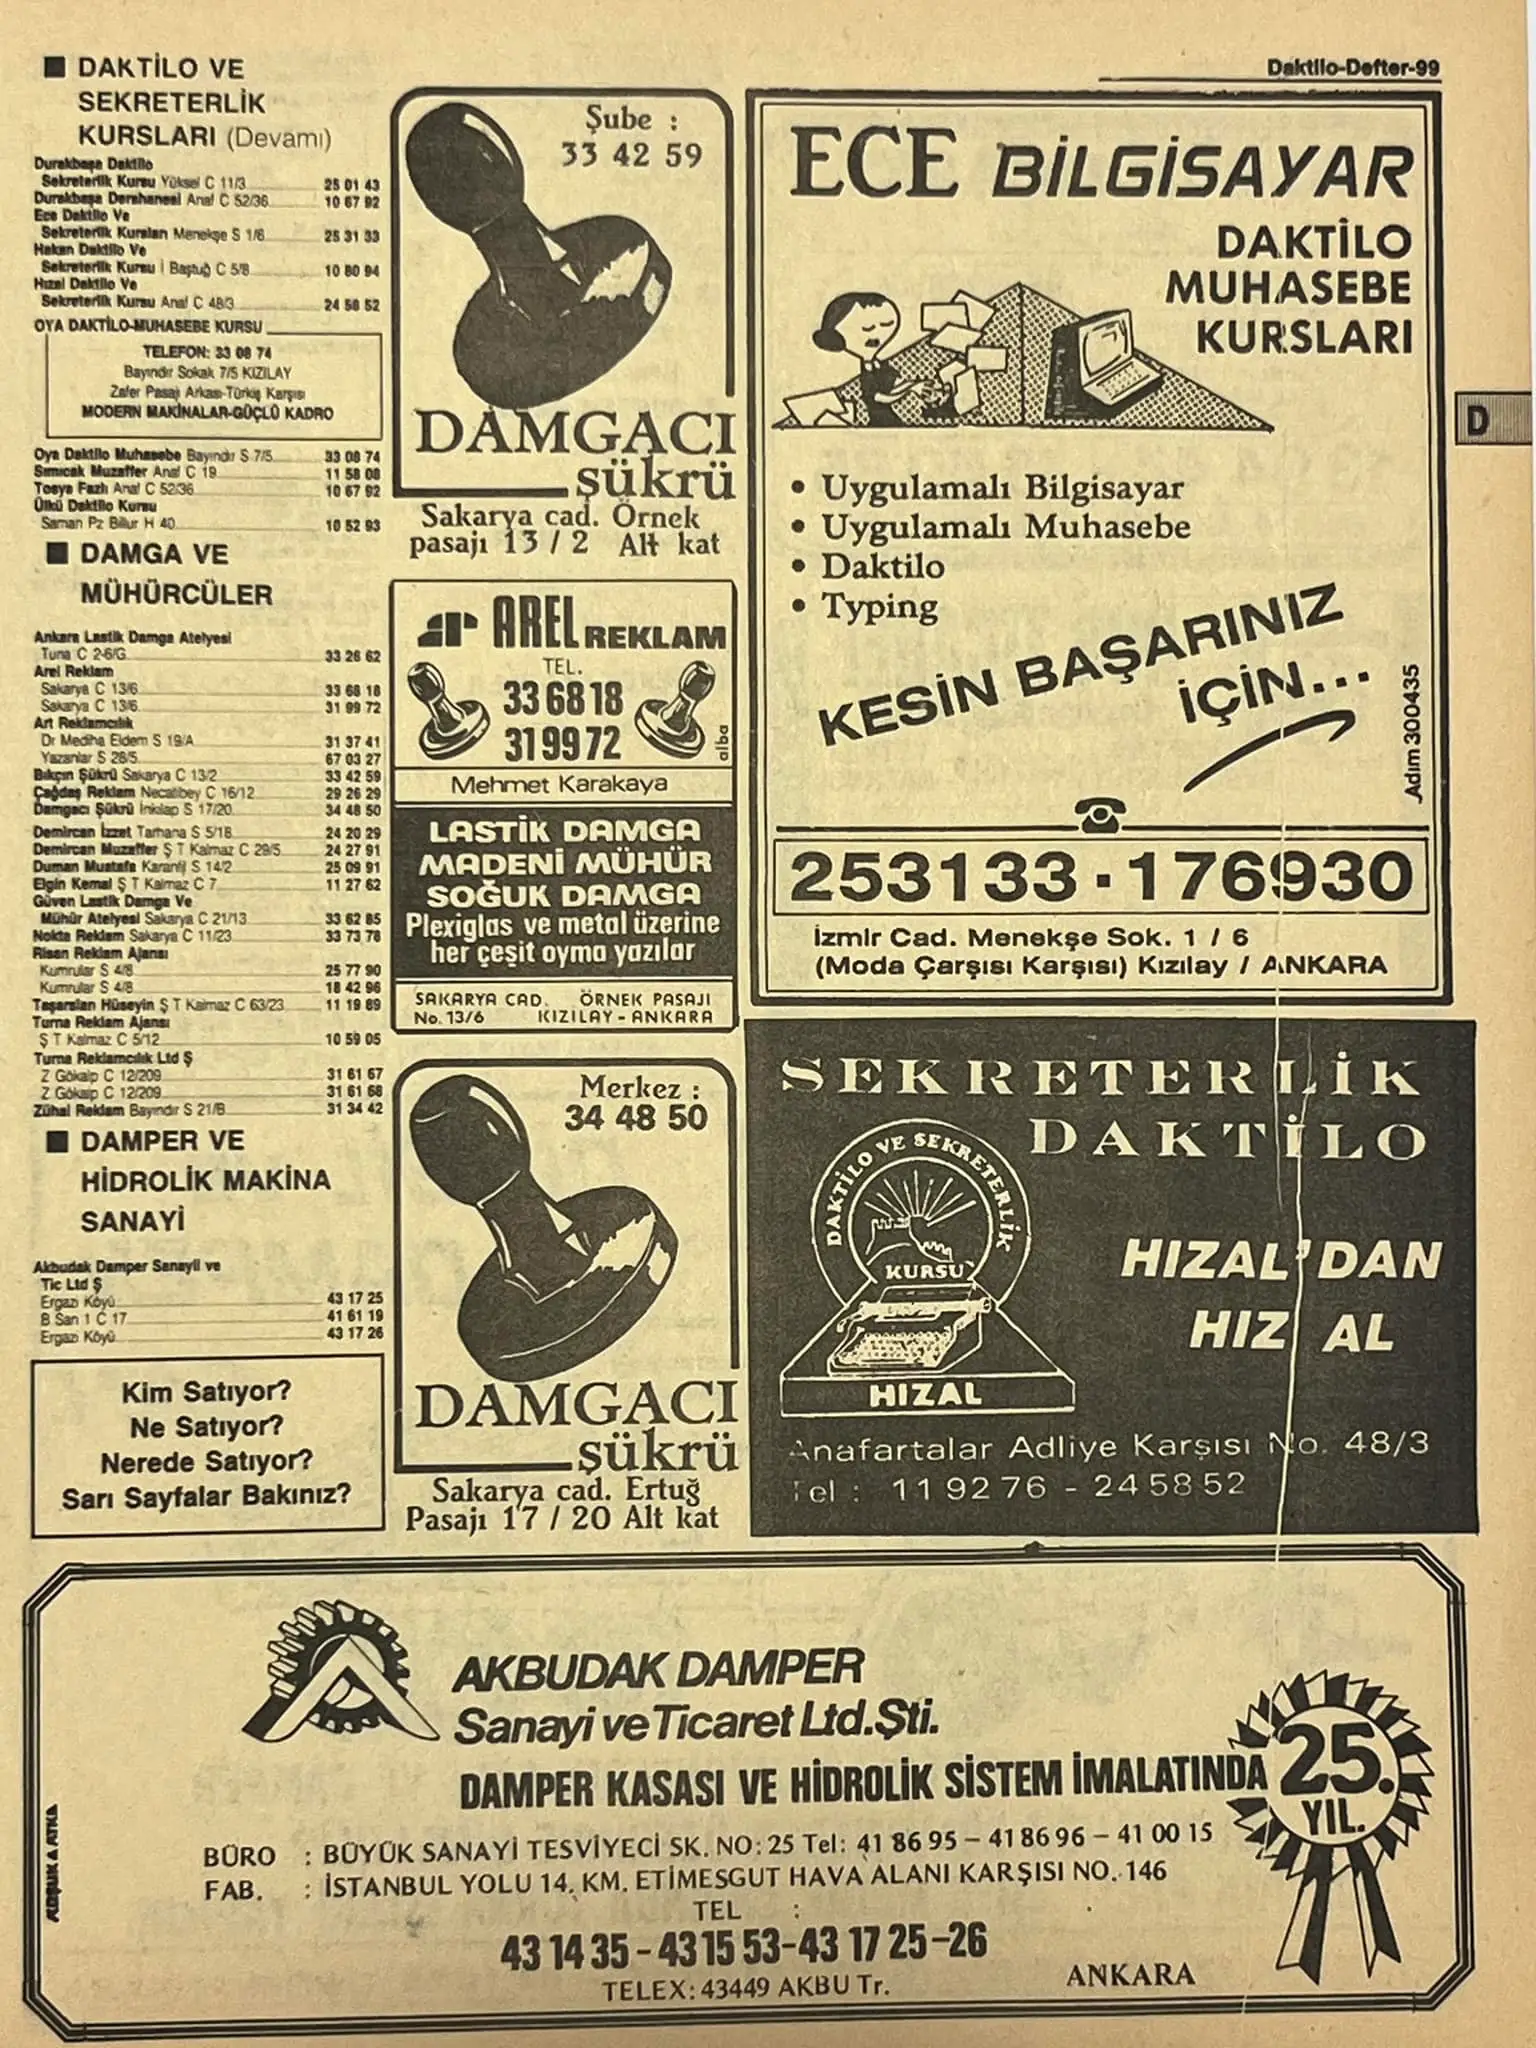 Daktilo-Defter-99
■ DAKTİLO VE
SEKRETERLİK
KURSLARI (Devamı)
Durakbaşa Daktilo
Sekreterlik Kursu Yüksel C 11/3 25 01 43
Durakbaşa Dershanesi Anaf C 52/36 10 67 92
Ece Daktilo Ve
Sekreterlik Kursları Menekşe S 1/6 25 31 33
Hakan Daktilo Ve
Sekreterlik Kursu İ Baştuğ C 5/8 10 80 94
Hızal Daktilo Ve
Sekreterlik Kursu Anaf C 48/3 24 58 52
OYA DAKTİLO-MUHASEBE KURSU
TELEFON: 33 08 74
Bayındır Sokak 7/5 KIZILAY
Zafer Pasajı Arkası-Türkiş Karşısı
MODERN MAKİNALAR-GÜÇLÜ KADRO
Oya Daktilo Muhasebe Bayındır S 7/5 33 08 74
Sımıcak Muzaffer Anaf C 19 11 58 08
Tosya Fazlı Anaf C 52/36 10 67 92
Ülkü Daktilo Kursu
Saman Pz Billur H 40 10 52 93
■ DAMGA VE
MÜHÜRCÜLER
Ankara Lastik Damga Atelyesi
Tuna C 2-6/G 33 26 62
Arel Reklam
Sakarya C 13/6 33 68 18
Sakarya C 13/6 31 99 72
Art Reklamcılık
Dr Mediha Eldem S 19/A 31 37 41
Yazanlar S 28/5 67 03 27
Bıkçın Şükrü Sakarya C 13/2 33 42 59
Çağdaş Reklam Necatibey C 16/12 29 26 29
Damgacı Şükrü İnkılap S 17/20 34 48 50
Demircan İzzet Tarhana S 5/18 24 20 29
Demircan Muzaffer Ş T Kalmaz C 29/5 24 27 91
Duman Mustafa Karanfil S 14/2 25 09 91
Elgin Kemal Ş T Kalmaz C 7 11 27 62
Güven Lastik Damga Ve
Mühür Atelyesi Sakarya C 21/13 33 62 85
Nokta Reklam Sakarya C 11/23 33 73 78
Risan Reklam Ajansı
Kumrular S 4/8 25 77 90
Kumrular S 4/8 18 42 96
Taşarslan Hüseyin Ş T Kalmaz C 63/23 11 19 89
Turna Reklam Ajansı
Ş T Kalmaz C 5/12 10 59 05
Turna Reklamcılık Ltd Ş
Z Gökalp C 12/209 31 61 67
Z Gökalp C 12/209 31 61 68
Zühal Reklam Bayındır S 21/B 31 34 42
■ DAMPER VE
HİDROLİK MAKİNA
SANAYİ
Akbudak Damper Sanayii ve
Tic Ltd Ş
Ergazi Köyü 43 17 25
B San 1 C 17 41 61 19
Ergazi Köyü 43 17 26
Kim Satıyor?
Ne Satıyor?
Nerede Satıyor?
Sarı Sayfalar Bakınız?
Şube :
33 42 59
DAMGACI
şükrü
Sakarya cad. Örnek
pasajı 13 / 2 Alt kat
AREL REKLAM
TEL.
33 68 18
31 99 72
alba
Mehmet Karakaya
LASTİK DAMGA
MADENİ MÜHÜR
SOĞUK DAMGA
Plexiglas ve metal üzerine
her çeşit oyma yazılar
SAKARYA CAD. ÖRNEK PASAJI
No. 13/6 KIZILAY - ANKARA
Merkez :
34 48 50
DAMGACI
şükrü
Sakarya cad. Ertuğ
Pasajı 17 / 20 Alt kat
ECE BİLGİSAYAR
DAKTİLO
MUHASEBE
KURSLARI
• Uygulamalı Bilgisayar
• Uygulamalı Muhasebe
• Daktilo
• Typing
KESİN BAŞARINIZ
İÇİN...
Adım 300435
253133 · 176930
İzmir Cad. Menekşe Sok. 1 / 6
(Moda Çarşısı Karşısı) Kızılay / ANKARA
D
SEKRETERLİK
DAKTİLO
DAKTİLO VE SEKRETERLİK
KURSU
HIZAL
HIZAL'DAN
HIZ AL
Anafartalar Adliye Karşısı No. 48/3
Tel : 11 92 76 - 24 58 52
AKBUDAK DAMPER
Sanayi ve Ticaret Ltd.Şti.
DAMPER KASASI VE HİDROLİK SİSTEM İMALATINDA
25.
YIL.
BÜRO : BÜYÜK SANAYİ TESVİYECİ SK. NO: 25 Tel: 41 86 95 – 41 86 96 – 41 00 15
FAB. : İSTANBUL YOLU 14. KM. ETİMESGUT HAVA ALANI KARŞISI NO. 146
TEL :
43 14 35 - 43 15 53 - 43 17 25 - 26
TELEX: 43449 AKBU Tr.
ANKARA